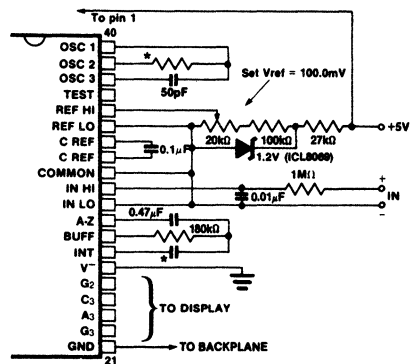 To pin 1
40
OSC 1
OSC 2
*
OSC 3
50pF
TEST
Set Vref = 100.0mV
REF HI
REF LO
+5V
20kΩ
100kΩ
27kΩ
C REF
0.1μF
1.2V (ICL8069)
C REF
COMMON
1MΩ
+
IN HI
0.01μF
IN
IN LO
−
0.47μF
A-Z
BUFF
180kΩ
INT
*
V−
G2
C3
TO DISPLAY
A3
G3
GND
TO BACKPLANE
21